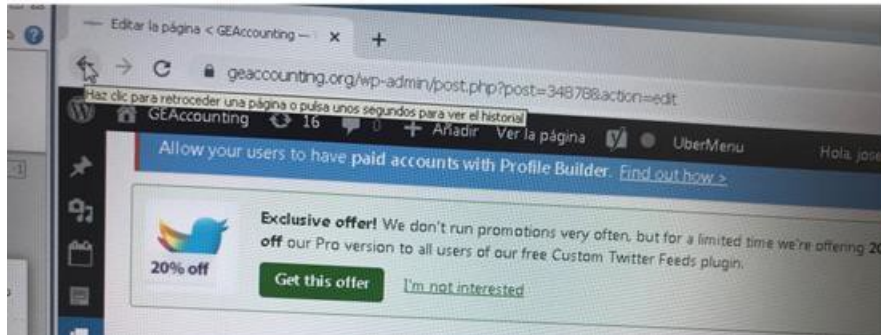 Editar la página < GEAccounting —
geaccounting.org/wp-admin/post.php?post=34878&action=edit
Haz clic para retroceder una página o pulsa unos segundos para ver el historial
GEAccounting 16 0 + Añadir Ver la página UberMenu Hola, jose
Allow your users to have paid accounts with Profile Builder. Find out how >
Exclusive offer! We don't run promotions very often, but for a limited time we're offering 20
off our Pro version to all users of our free Custom Twitter Feeds plugin.
20% off
Get this offer I'm not interested